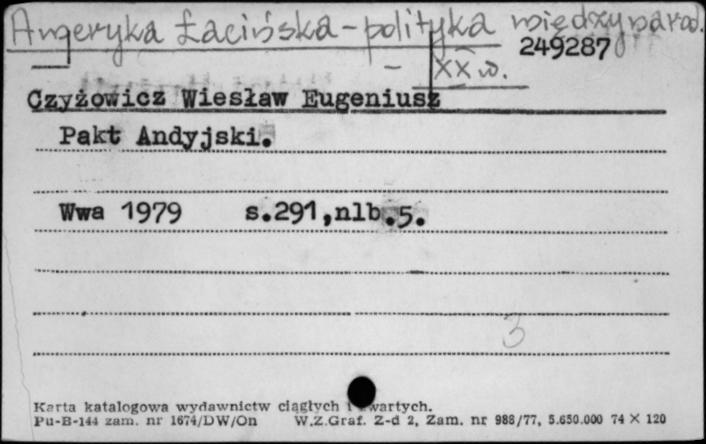 Ameryka Łacińska - polityka międzynarod.
249287
XX w.
Czyżowicz Wiesław Eugeniusz
Pakt Andyjski.
Wwa 1979 s.291,nlb.5.
3
Karta katalogowa wydawnictw ciągłych i zwartych.
Pu-B-144 zam. nr 1674/DW/On W.Z.Graf. Z-d 2, Zam. nr 988/77, 5.650.000 74 X 120